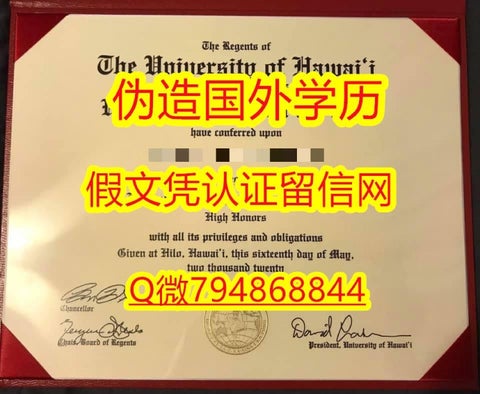 The Regents of
The University of Hawai‘i
伪造国外学历
have conferred upon
假文凭认证留信网
High Honors
with all its privileges and obligations
Given at Hilo, Hawai‘i, this sixteenth day of May,
two thousand twenty
Q微794868844
Chancellor
Chair, Board of Regents
President, University of Hawai‘i